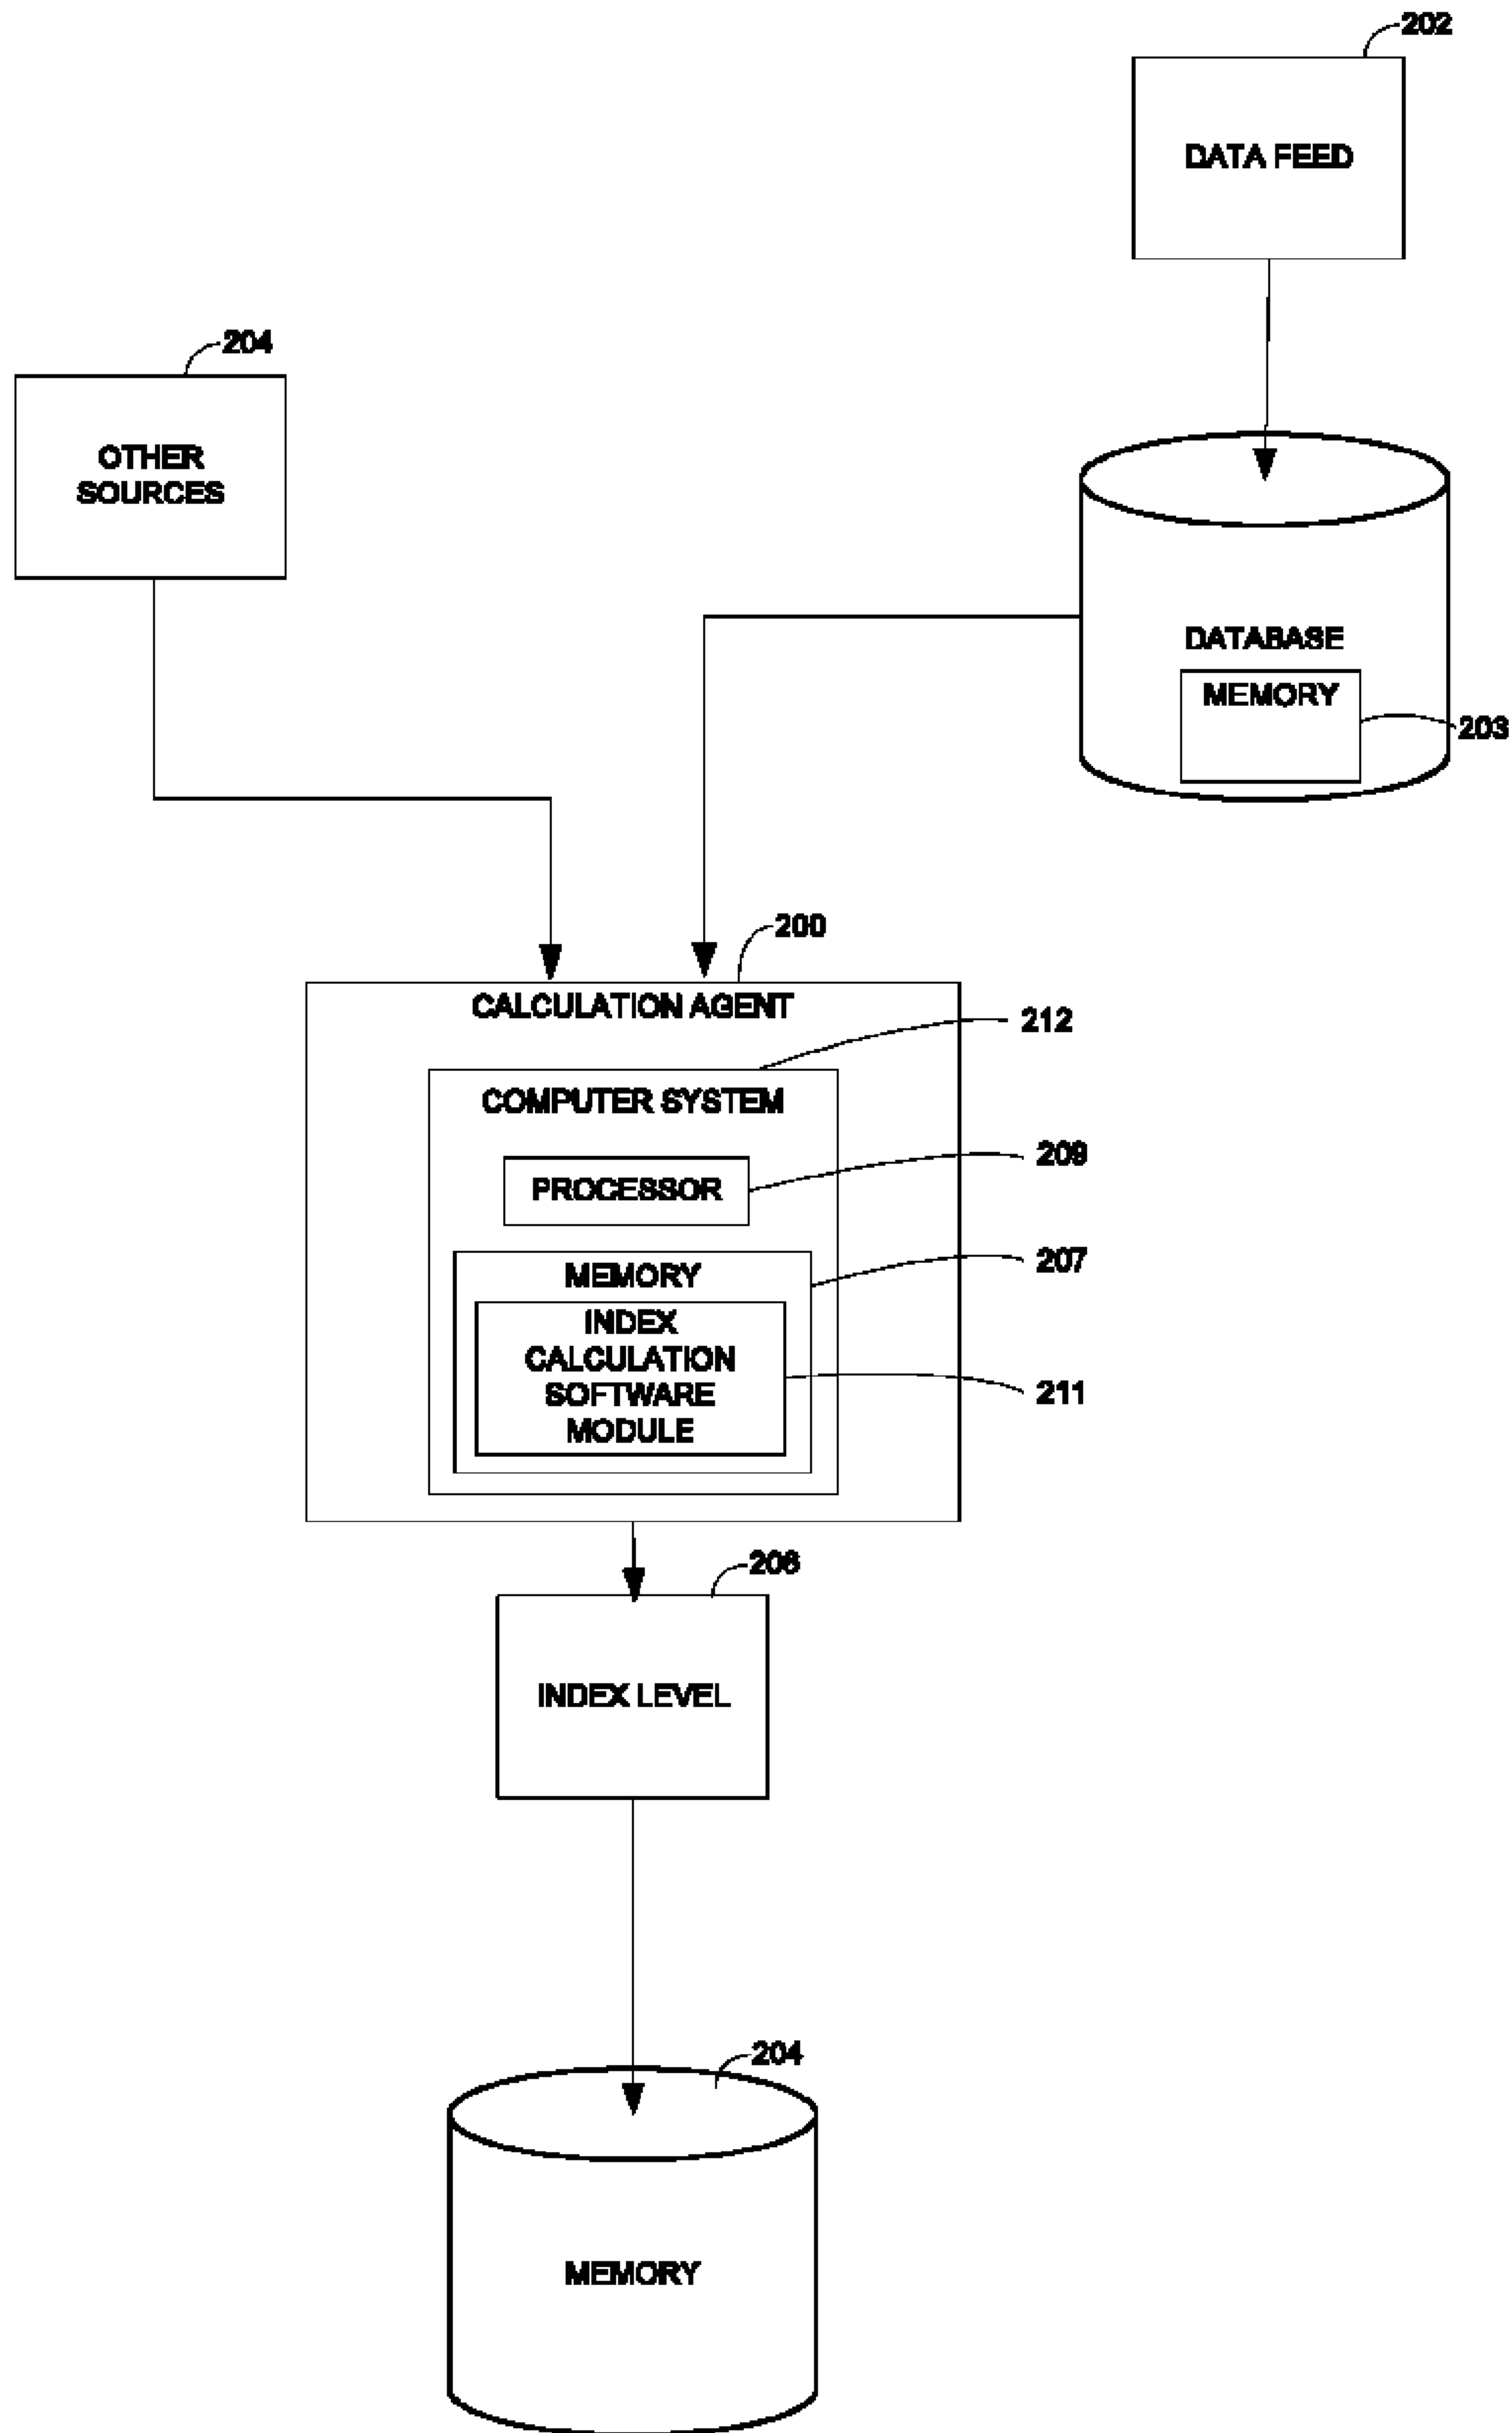 202
DATA FEED
204
OTHER
SOURCES
DATABASE
MEMORY
203
200
CALCULATION AGENT
212
COMPUTER SYSTEM
209
PROCESSOR
207
MEMORY
INDEX
CALCULATION
SOFTWARE
MODULE
211
206
INDEX LEVEL
204
MEMORY